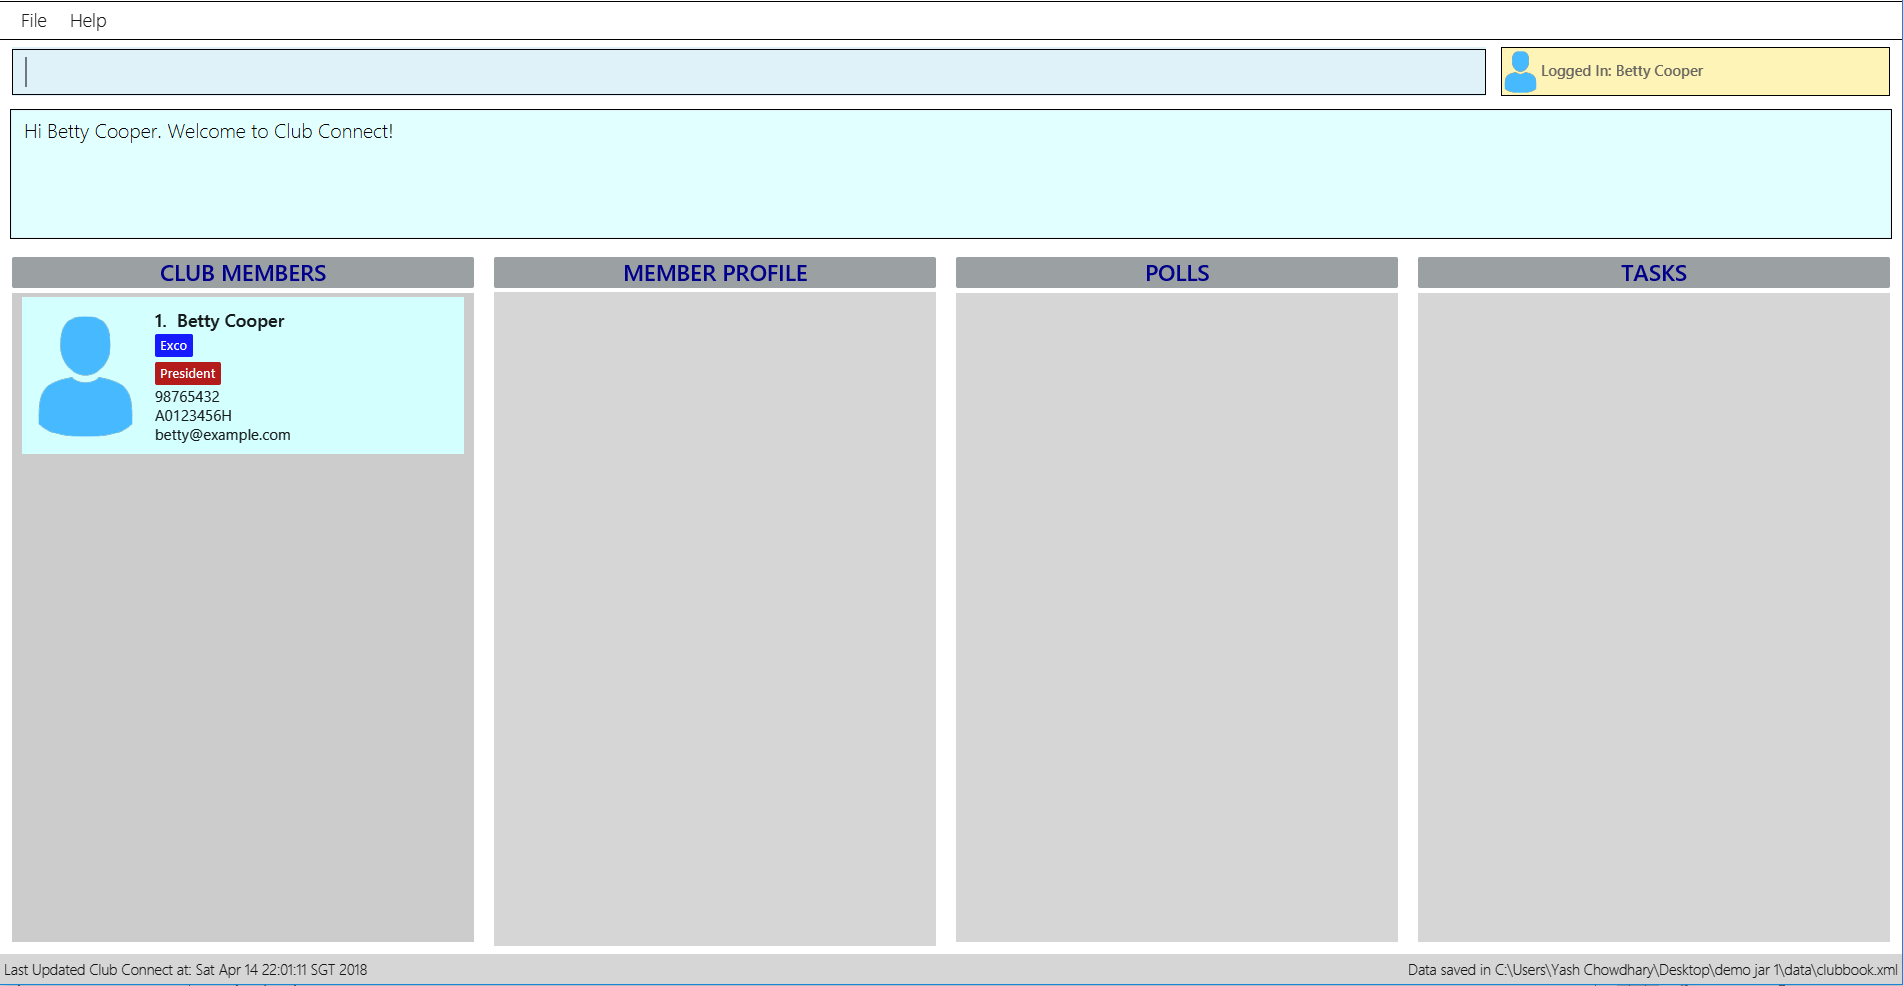 File Help
Logged In: Betty Cooper
Hi Betty Cooper. Welcome to Club Connect!
CLUB MEMBERS
MEMBER PROFILE
POLLS
TASKS
1. Betty Cooper
Exco
President
98765432
A0123456H
betty@example.com
Last Updated Club Connect at: Sat Apr 14 22:01:11 SGT 2018
Data saved in C:\Users\Yash Chowdhary\Desktop\demo jar 1\data\clubbook.xml